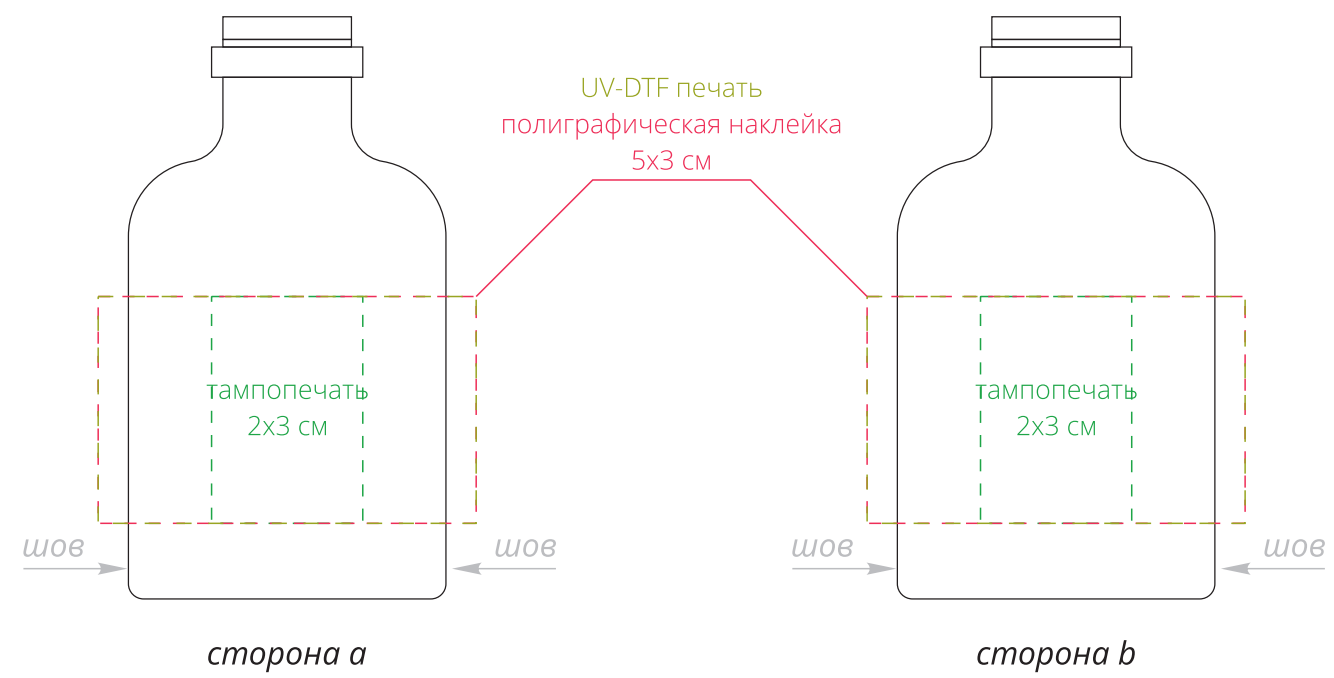 UV-DTF печать
полиграфическая наклейка
5х3 см
тампопечать
2х3 см
тампопечать
2х3 см
шов
шов
шов
шов
сторона a
сторона b